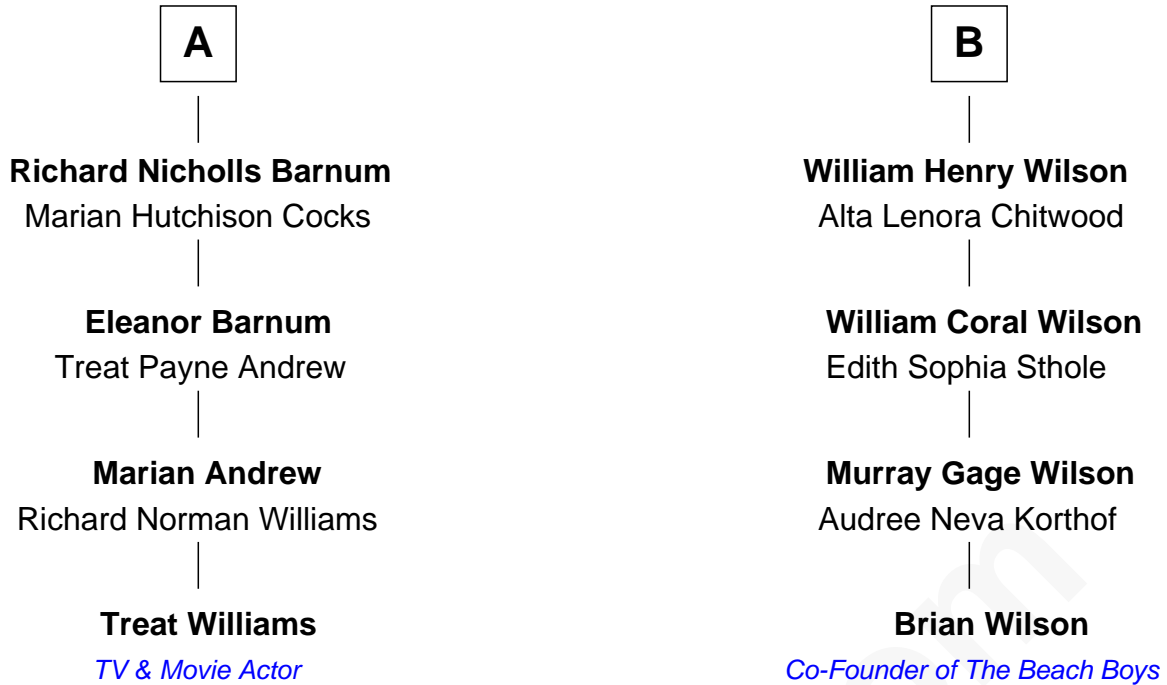 A
Richard Nicholls Barnum
Marian Hutchison Cocks
Eleanor Barnum
Treat Payne Andrew
Marian Andrew
Richard Norman Williams
Treat Williams
TV & Movie Actor
B
William Henry Wilson
Alta Lenora Chitwood
William Coral Wilson
Edith Sophia Sthole
Murray Gage Wilson
Audree Neva Korthof
Brian Wilson
Co-Founder of The Beach Boys